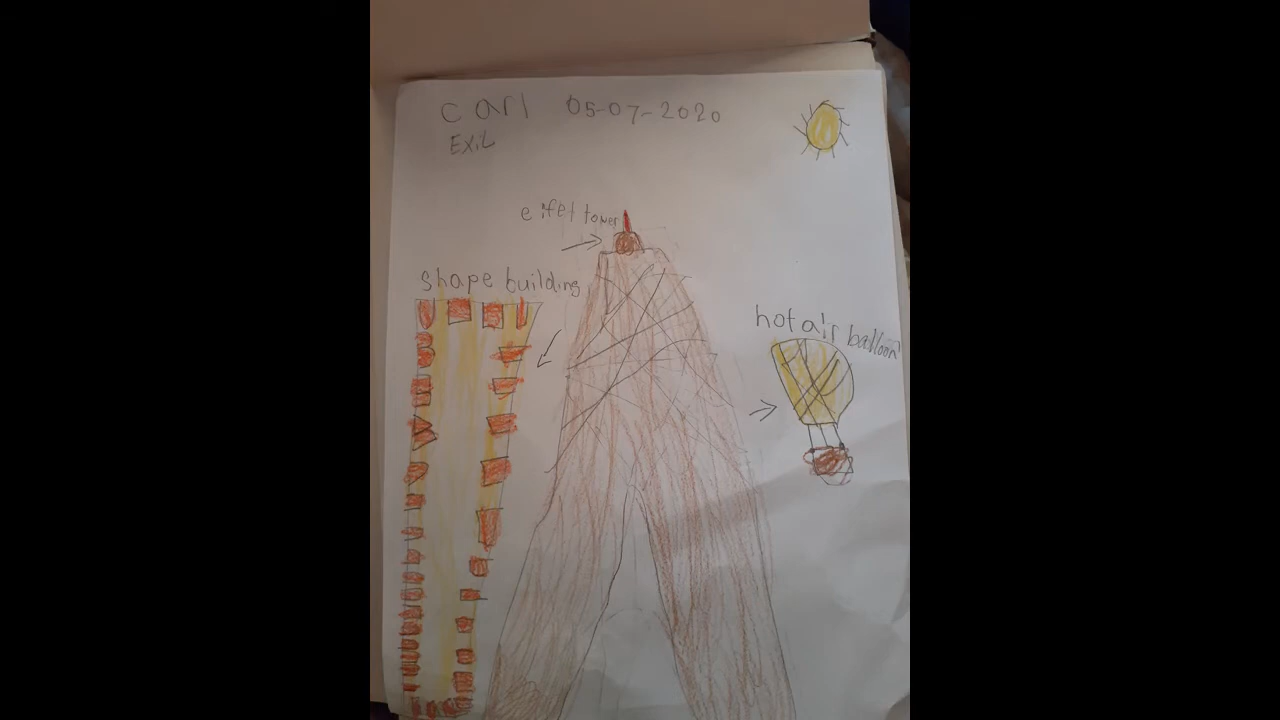 carl 05-07-2020
Exil
eifel tower
shape building
hot air balloon